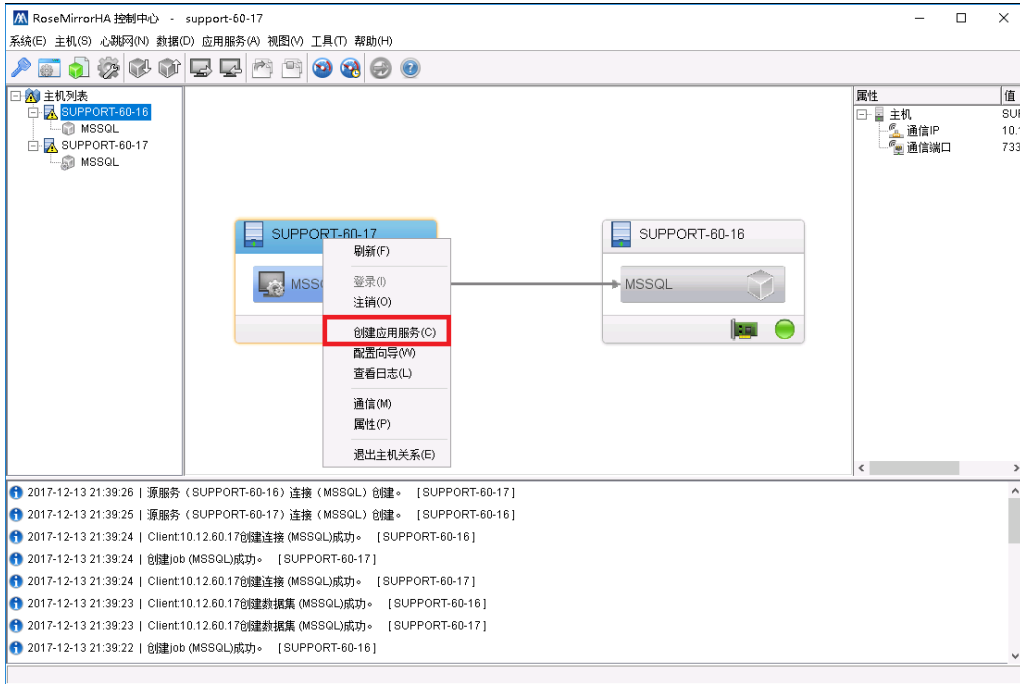 RoseMirrorHA 控制中心 - support-60-17
系统(E) 主机(S) 心跳网(N) 数据(D) 应用服务(A) 视图(V) 工具(T) 帮助(H)
主机列表
SUPPORT-60-16
MSSQL
SUPPORT-60-17
MSSQL
SUPPORT-60-17
MSS
SUPPORT-60-16
MSSQL
刷新(F)
登录(I)
注销(O)
创建应用服务(C)
配置向导(W)
查看日志(L)
通信(M)
属性(P)
退出主机关系(E)
属性 值
主机 SUF
通信IP 10.1
通信端口 733
2017-12-13 21:39:26 | 源服务（SUPPORT-60-16）连接（MSSQL）创建。 [SUPPORT-60-17]
2017-12-13 21:39:25 | 源服务（SUPPORT-60-17）连接（MSSQL）创建。 [SUPPORT-60-16]
2017-12-13 21:39:24 | Client:10.12.60.17创建连接 (MSSQL)成功。 [SUPPORT-60-16]
2017-12-13 21:39:24 | 创建job (MSSQL)成功。 [SUPPORT-60-17]
2017-12-13 21:39:24 | Client:10.12.60.17创建连接 (MSSQL)成功。 [SUPPORT-60-17]
2017-12-13 21:39:23 | Client:10.12.60.17创建数据集 (MSSQL)成功。 [SUPPORT-60-16]
2017-12-13 21:39:23 | Client:10.12.60.17创建数据集 (MSSQL)成功。 [SUPPORT-60-17]
2017-12-13 21:39:22 | 创建job (MSSQL)成功。 [SUPPORT-60-16]